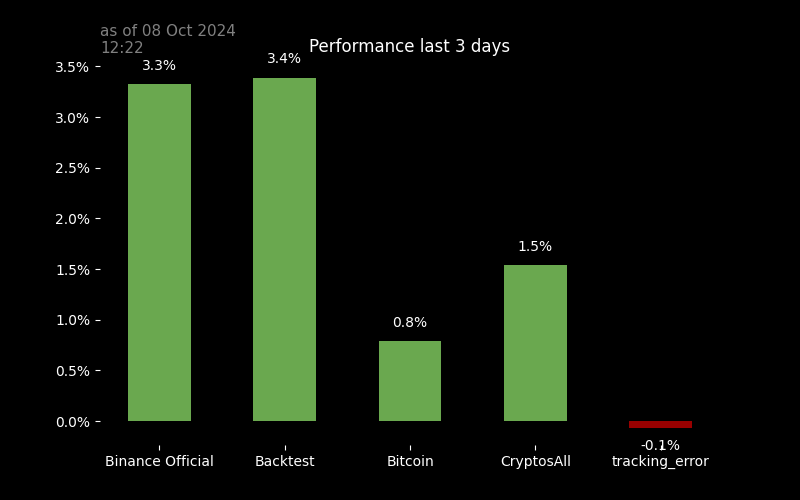 as of 08 Oct 2024
12:22
Performance last 3 days
3.5%
3.0%
2.5%
2.0%
1.5%
1.0%
0.5%
0.0%
3.3%
3.4%
0.8%
1.5%
-0.1%
Binance Official
Backtest
Bitcoin
CryptosAll
tracking_error